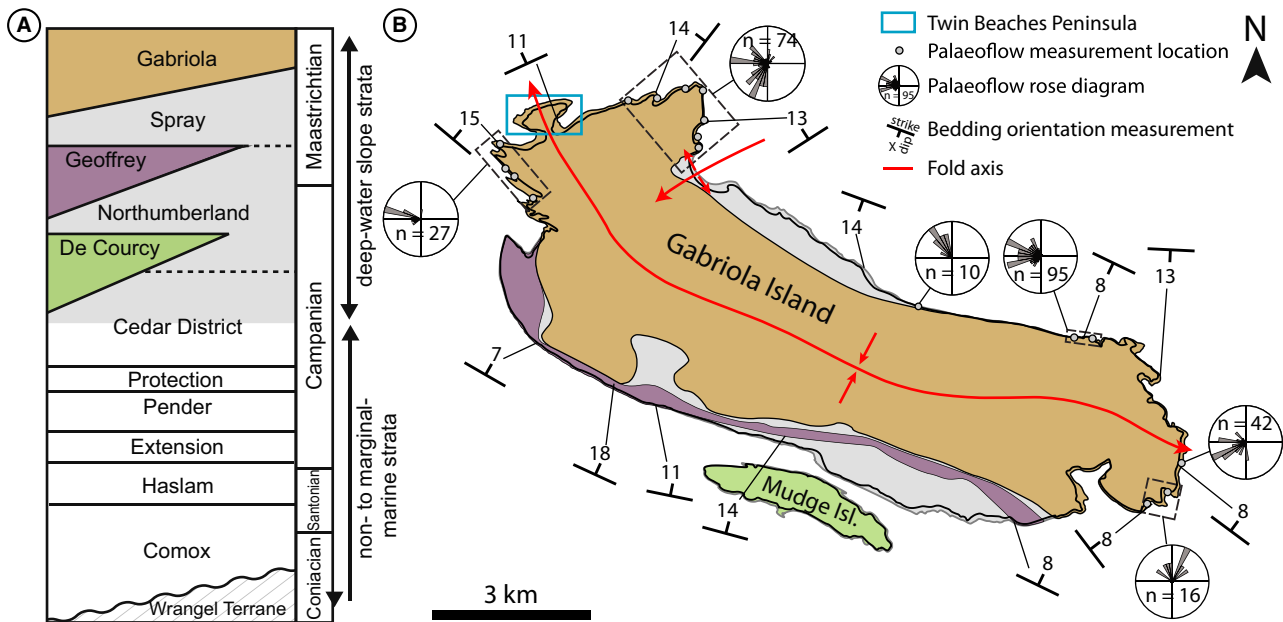 A
Gabriola
Spray
Geoffrey
Northumberland
De Courcy
Cedar District
Protection
Pender
Extension
Haslam
Comox
Wrangel Terrane
Maastrichtian
Campanian
Santonian
Coniacian
deep-water slope strata
non- to marginal-
marine strata
B
Twin Beaches Peninsula
Palaeoflow measurement location
n = 95
Palaeoflow rose diagram
strike
X dip
Bedding orientation measurement
Fold axis
N
11
14
n = 74
15
13
n = 27
14
n = 10
n = 95
8
13
Gabriola Island
7
18
11
14
Mudge Isl.
n = 42
8
8
8
n = 16
3 km